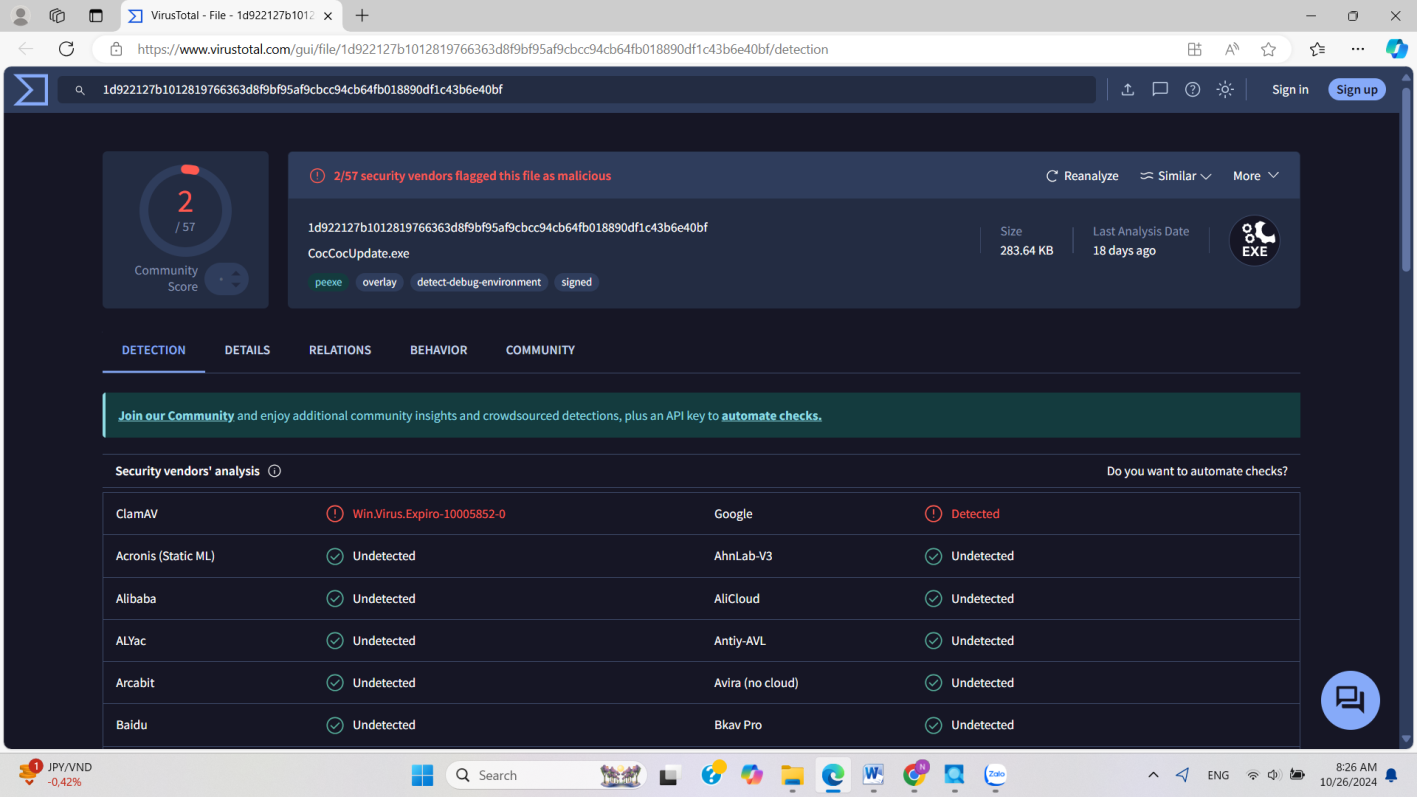 VirusTotal - File - 1d922127b1012
https://www.virustotal.com/gui/file/1d922127b1012819766363d8f9bf95af9cbcc94cb64fb018890df1c43b6e40bf/detection
1d922127b1012819766363d8f9bf95af9cbcc94cb64fb018890df1c43b6e40bf
Sign in
Sign up
2
/ 57
Community
Score
2/57 security vendors flagged this file as malicious
Reanalyze
Similar
More
1d922127b1012819766363d8f9bf95af9cbcc94cb64fb018890df1c43b6e40bf
CocCocUpdate.exe
peexe
overlay
detect-debug-environment
signed
Size
283.64 KB
Last Analysis Date
18 days ago
EXE
DETECTION
DETAILS
RELATIONS
BEHAVIOR
COMMUNITY
Join our Community and enjoy additional community insights and crowdsourced detections, plus an API key to automate checks.
Security vendors' analysis
Do you want to automate checks?
ClamAV
Win.Virus.Expiro-10005852-0
Google
Detected
Acronis (Static ML)
Undetected
AhnLab-V3
Undetected
Alibaba
Undetected
AliCloud
Undetected
ALYac
Undetected
Antiy-AVL
Undetected
Arcabit
Undetected
Avira (no cloud)
Undetected
Baidu
Undetected
Bkav Pro
Undetected
1
JPY/VND
-0,42%
Search
N
Zalo
ENG
8:26 AM
10/26/2024